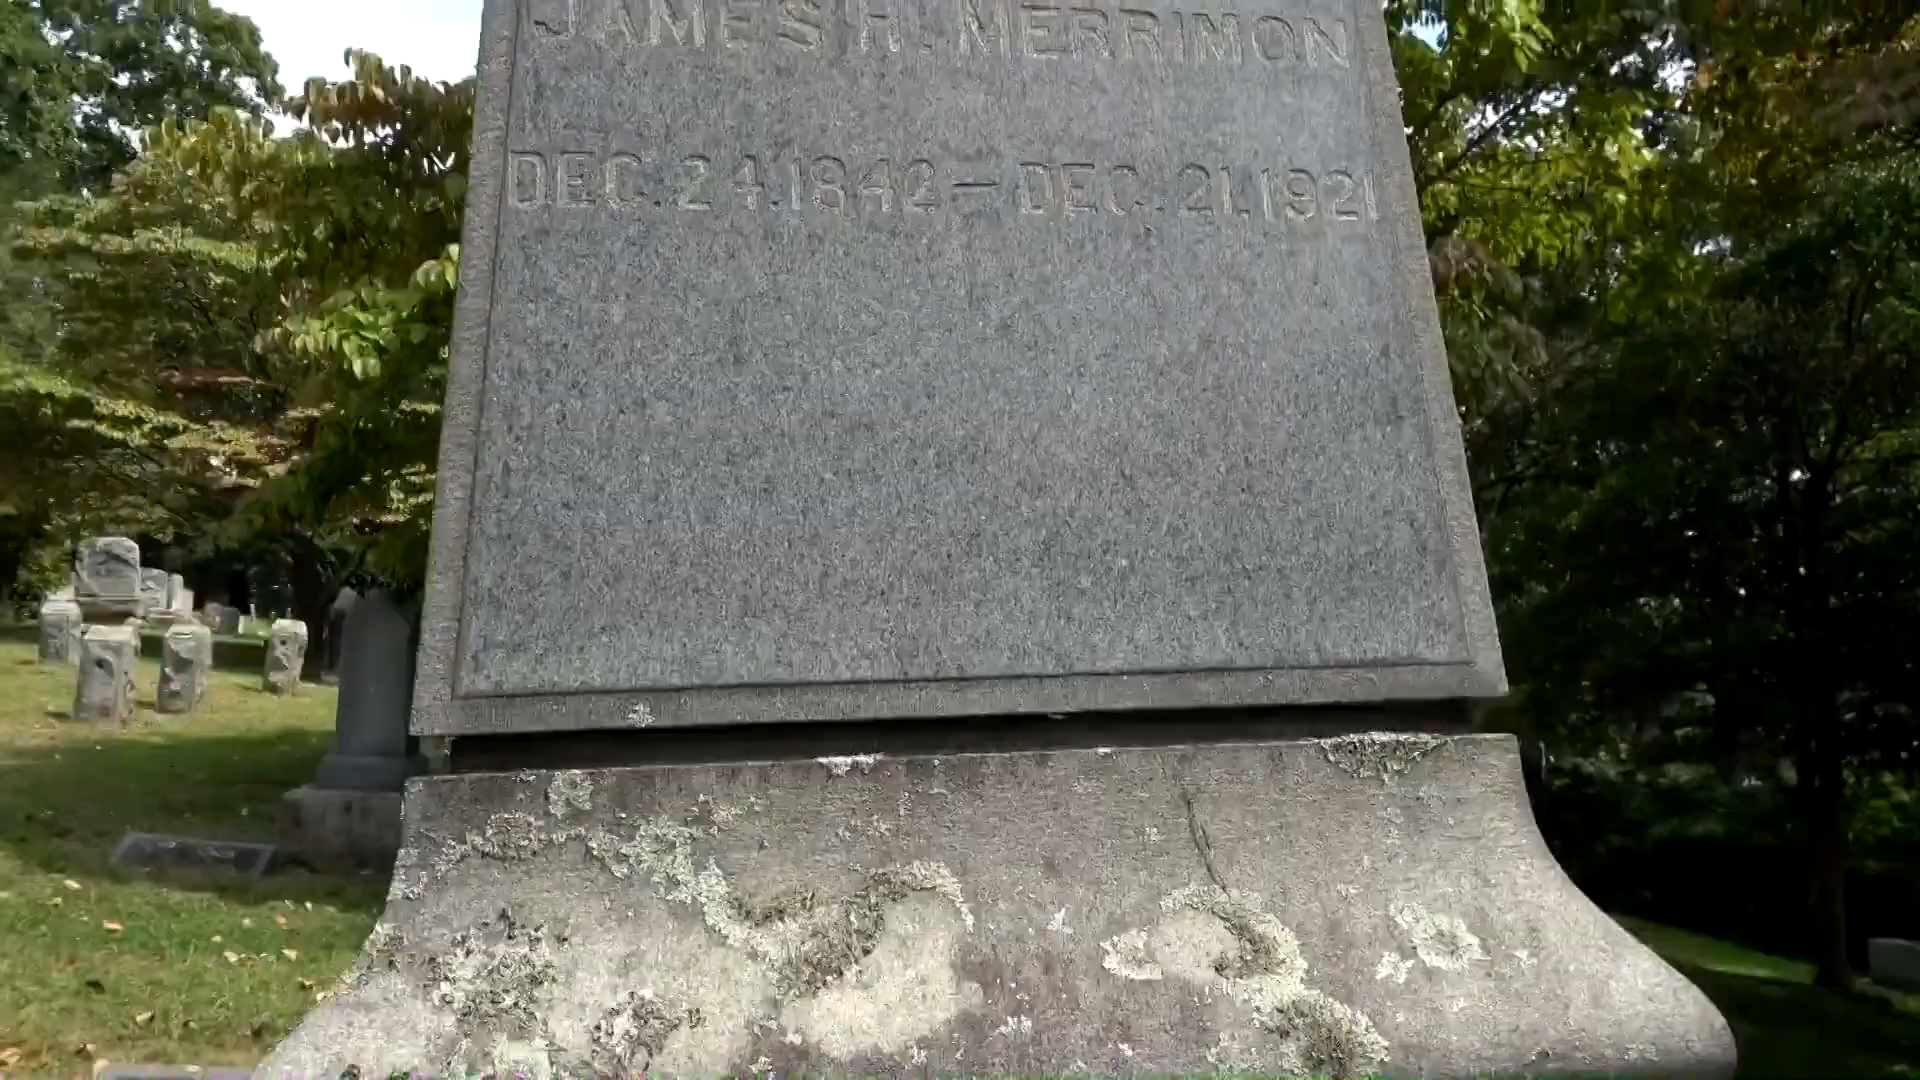 JAMES H. MERRIMON
DEC. 24. 1842 — DEC. 21. 1921